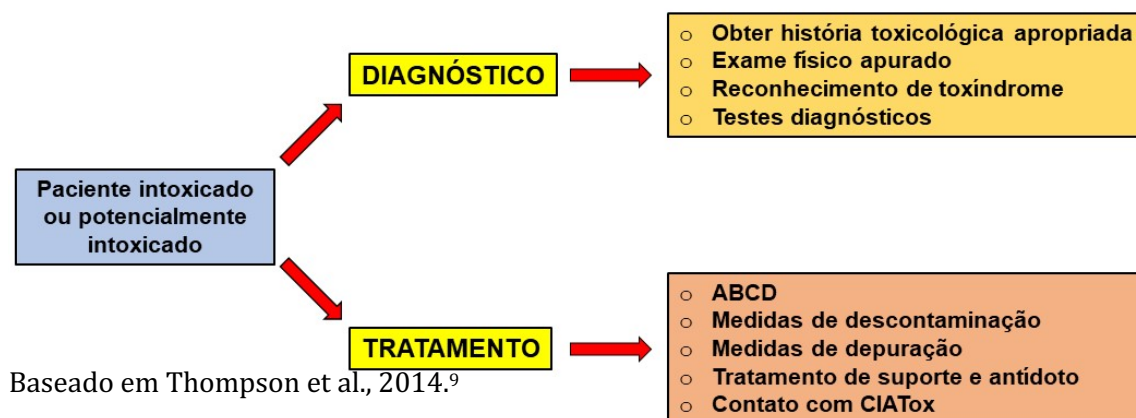 DIAGNÓSTICO
o Obter história toxicológica apropriada
o Exame físico apurado
o Reconhecimento de toxíndrome
o Testes diagnósticos
Paciente intoxicado
ou potencialmente
intoxicado
TRATAMENTO
o ABCD
o Medidas de descontaminação
o Medidas de depuração
o Tratamento de suporte e antídoto
o Contato com CIATox
Baseado em Thompson et al., 2014.⁹